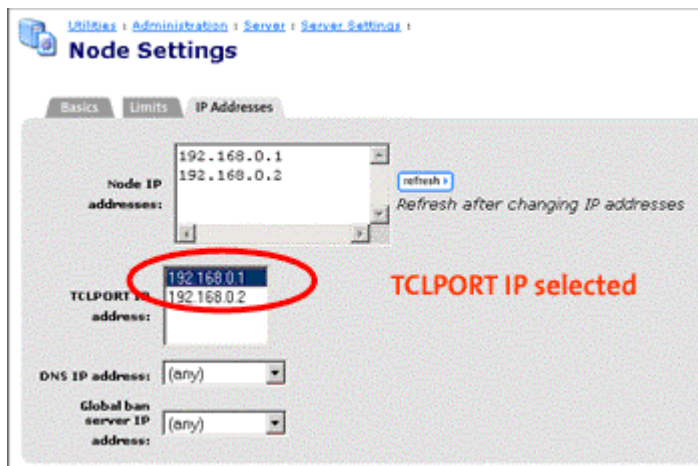 Utilities : Administration : Server : Server Settings :
Node Settings
Basics Limits IP Addresses
192.168.0.1
192.168.0.2
Node IP
addresses:
refresh
Refresh after changing IP addresses
192.168.0.1
192.168.0.2
TCLPORT IP
address:
TCLPORT IP selected
DNS IP address: (any)
Global ban
server IP
address:
(any)